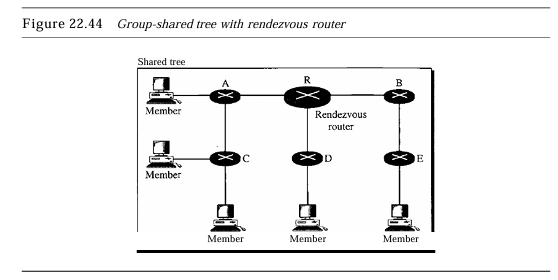 Figure 22.44 Group-shared tree with rendezvous router
Shared tree
A
R
B
Member
Rendezvous
router
Member
C
D
E
Member
Member
Member